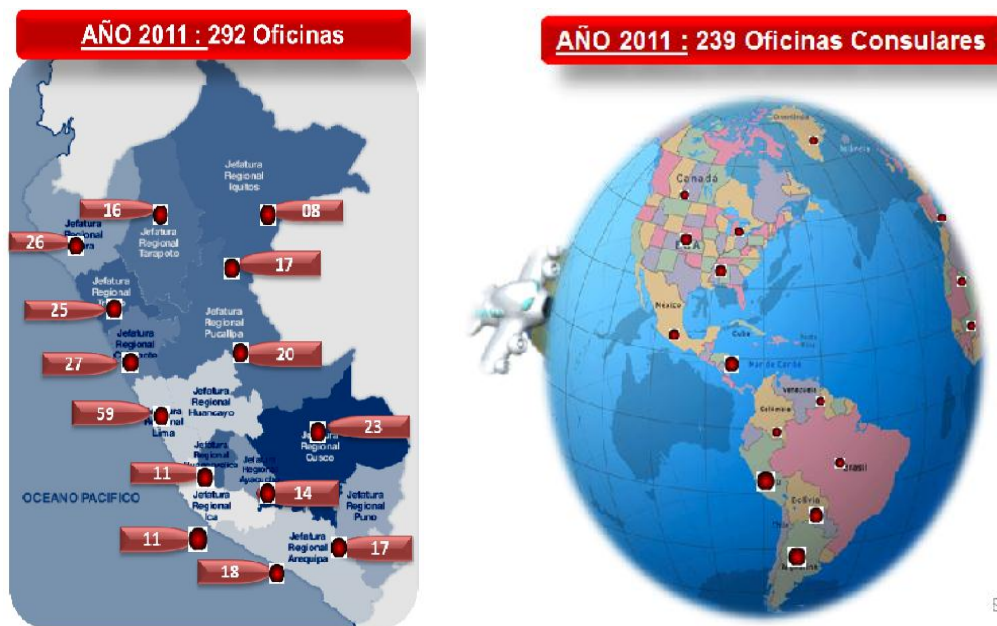 AÑO 2011 : 292 Oficinas
Jefatura
Regional
Iquitos
16
08
Jefatura
Regional
26
Jefatura
Regional
Tarapoto
17
25
Jefatura
Jefatura
Regional
Pucallpa
Jefatura
Regional
27
20
Jefatura
Regional
Huancayo
59
Regional
Lima
23
Regional
Cusco
Jefatura
Regional
11
14
OCEANO PACIFICO
Jefatura
Regional
Ica
Jefatura
Regional
Puno
11
Jefatura
Regional
Arequipa
17
18
AÑO 2011 : 239 Oficinas Consulares
Canadá
México
Cuba
Venezuela
Colombia
Brasil
Bolivia